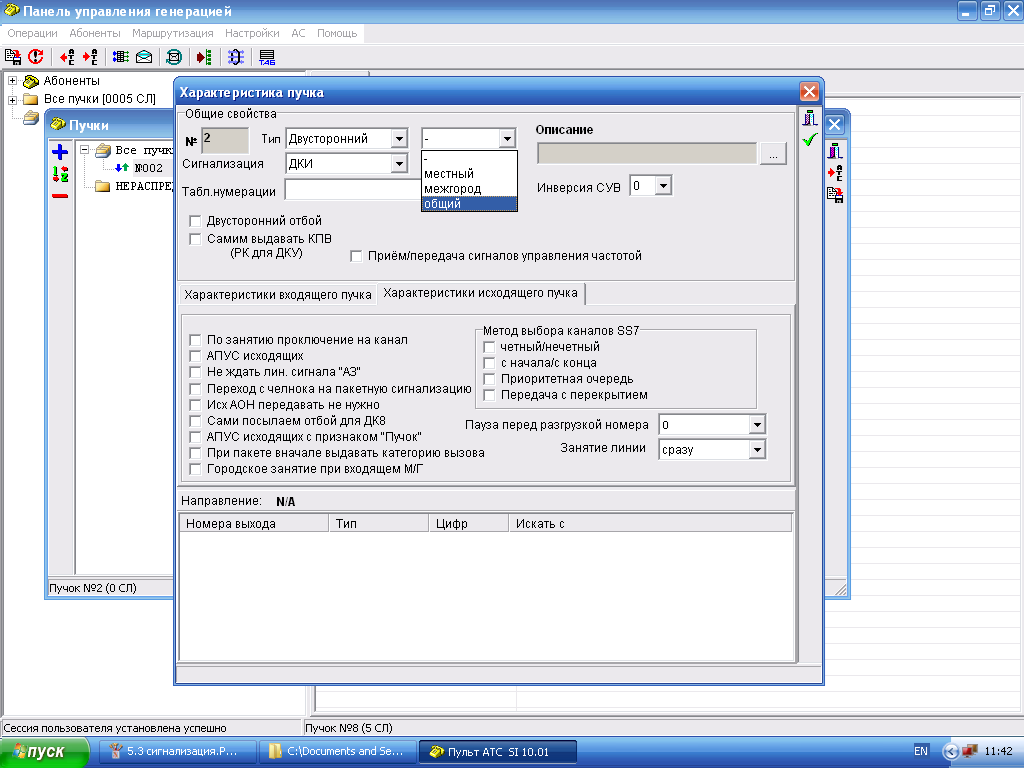 Панель управления генерацией
Операции Абоненты Маршрутизация Настройки АС Помощь
TAG
Абоненты
Все пучки [0005 СЛ]
Пучки
Все пучк
№002
НЕРАСПРЕД
Пучок №2 (0 СЛ)
Характеристика пучка
Общие свойства
№ 2 Тип Двусторонний -
Описание
-
местный
межгород
общий
...
Сигнализация ДКИ
Табл.нумерации
Инверсия СУВ 0
Двусторонний отбой
Самим выдавать КПВ
(РК для ДКУ)
Приём/передача сигналов управления частотой
Характеристики входящего пучка Характеристики исходящего пучка
По занятию проключение на канал
АПУС исходящих
Не ждать лин. сигнала "АЗ"
Переход с челнока на пакетную сигнализацию
Исх АОН передавать не нужно
Сами посылаем отбой для ДК8
АПУС исходящих с признаком "Пучок"
При пакете вначале выдавать категорию вызова
Городское занятие при входящем М/Г
Метод выбора каналов SS7
четный/нечетный
с начала/с конца
Приоритетная очередь
Передача с перекрытием
Пауза перед разгрузкой номера 0
Занятие линии сразу
Направление: N/A
Номера выхода Тип Цифр Искать с
Сессия пользователя установлена успешно Пучок №8 (5 СЛ)
пуск 5.3 сигнализация.P... C:\Documents and Se... Пульт АТС SI 10.01 EN 11:42